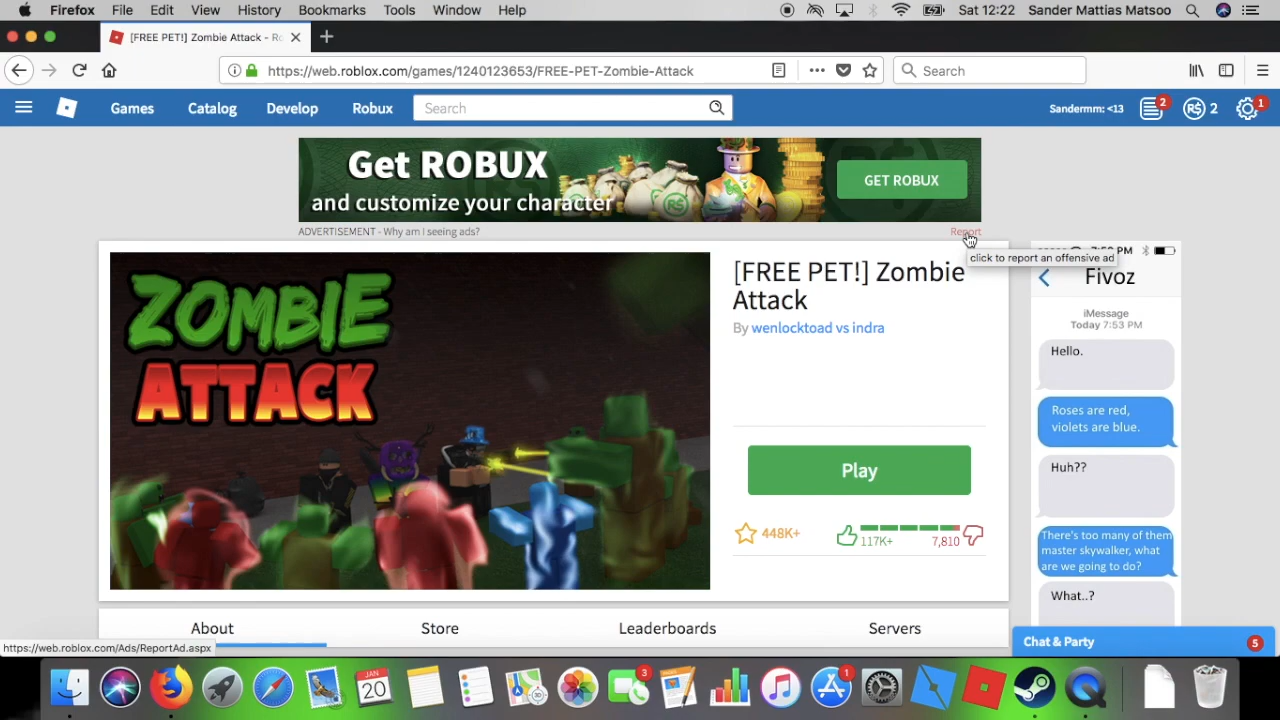 Firefox File Edit View History Bookmarks Tools Window Help Sat 12:22 Sander Mattias Matsoo
[FREE PET!] Zombie Attack - Ro
https://web.roblox.com/games/1240123653/FREE-PET-Zombie-Attack Search
Games Catalog Develop Robux Search Sandermm: <13 2 R$ 2 1
Get ROBUX
and customize your character
GET ROBUX
ADVERTISEMENT - Why am I seeing ads? Report
click to report an offensive ad
ZOMBIE
ATTACK
[FREE PET!] Zombie
Attack
By wenlocktoad vs indra
Play
448K+ 117K+ 7,810
About Store Leaderboards Servers
PM
Fivoz
iMessage
Today 7:53 PM
Hello.
Roses are red,
violets are blue.
Huh??
There's too many of them
master skywalker, what
are we going to do?
What..?
Chat & Party 5
https://web.roblox.com/Ads/ReportAd.aspx
JAN
20
3
1